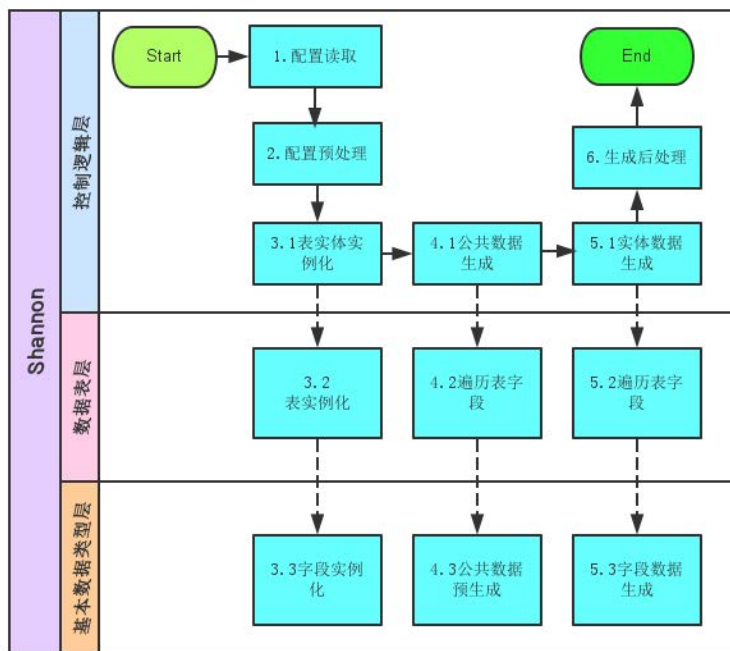 Shannon
控制逻辑层
Start
1.配置读取
End
2.配置预处理
6.生成后处理
3.1表实体实
例化
4.1公共数据
生成
5.1实体数据
生成
数据表层
3.2
表实例化
4.2遍历表字
段
5.2遍历表字
段
基本数据类型层
3.3字段实例
化
4.3公共数据
预生成
5.3字段数据
生成